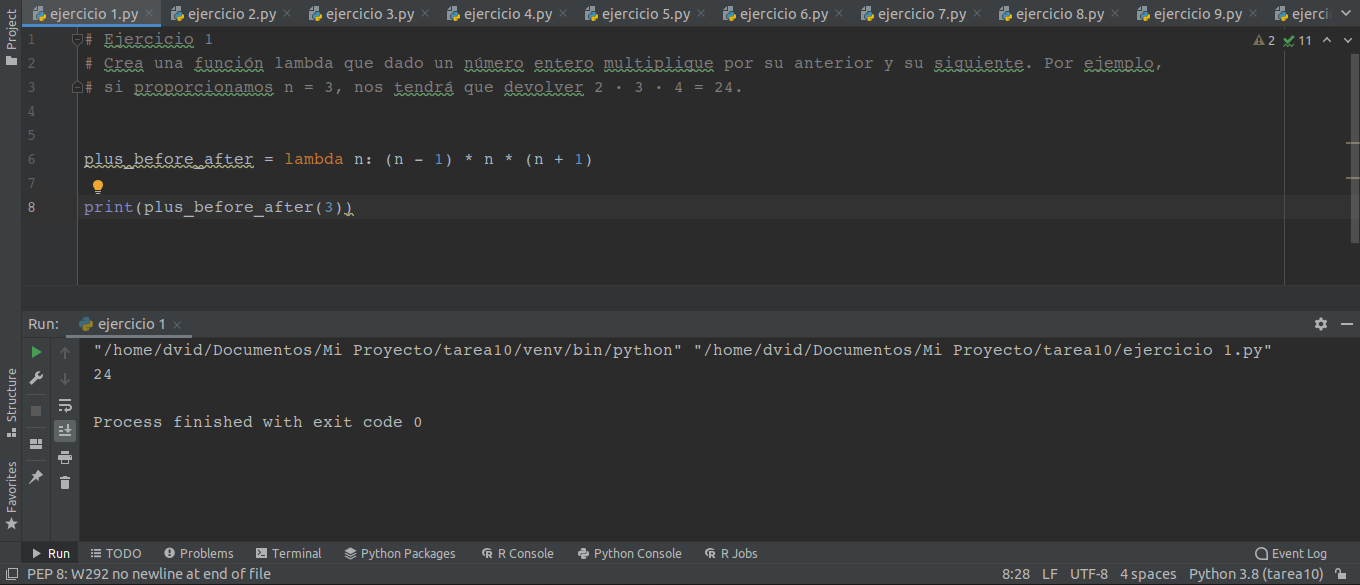 Project
ejercicio 1.py
ejercicio 2.py
ejercicio 3.py
ejercicio 4.py
ejercicio 5.py
ejercicio 6.py
ejercicio 7.py
ejercicio 8.py
ejercicio 9.py
ejerci
1 # Ejercicio 1
2 11
2 # Crea una función lambda que dado un número entero multiplique por su anterior y su siguiente. Por ejemplo,
3 # si proporcionamos n = 3, nos tendrá que devolver 2 · 3 · 4 = 24.
4
5
6 plus_before_after = lambda n: (n - 1) * n * (n + 1)
7
8 print(plus_before_after(3))
Run: ejercicio 1
"/home/dvid/Documentos/Mi Proyecto/tarea10/venv/bin/python" "/home/dvid/Documentos/Mi Proyecto/tarea10/ejercicio 1.py"
24
Process finished with exit code 0
Structure
Favorites
Run TODO Problems Terminal Python Packages R Console Python Console R Jobs Event Log
PEP 8: W292 no newline at end of file 8:28 LF UTF-8 4 spaces Python 3.8 (tarea10)